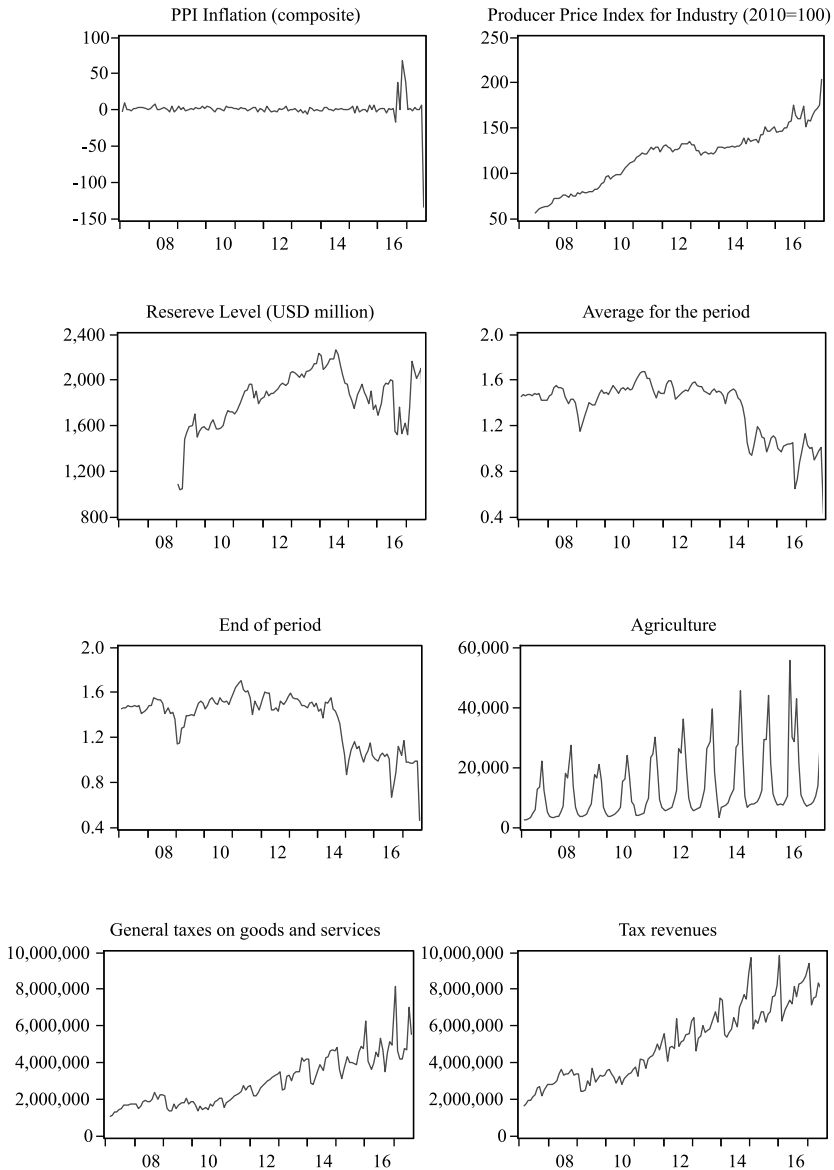 PPI Inflation (composite)
100
50
0
-50
-100
-150
08 10 12 14 16
Producer Price Index for Industry (2010=100)
250
200
150
100
50
08 10 12 14 16
Resereve Level (USD million)
2,400
2,000
1,600
1,200
800
08 10 12 14 16
Average for the period
2.0
1.6
1.2
0.8
0.4
08 10 12 14 16
End of period
2.0
1.6
1.2
0.8
0.4
08 10 12 14 16
Agriculture
60,000
40,000
20,000
0
08 10 12 14 16
General taxes on goods and services
10,000,000
8,000,000
6,000,000
4,000,000
2,000,000
0
08 10 12 14 16
Tax revenues
10,000,000
8,000,000
6,000,000
4,000,000
2,000,000
0
08 10 12 14 16